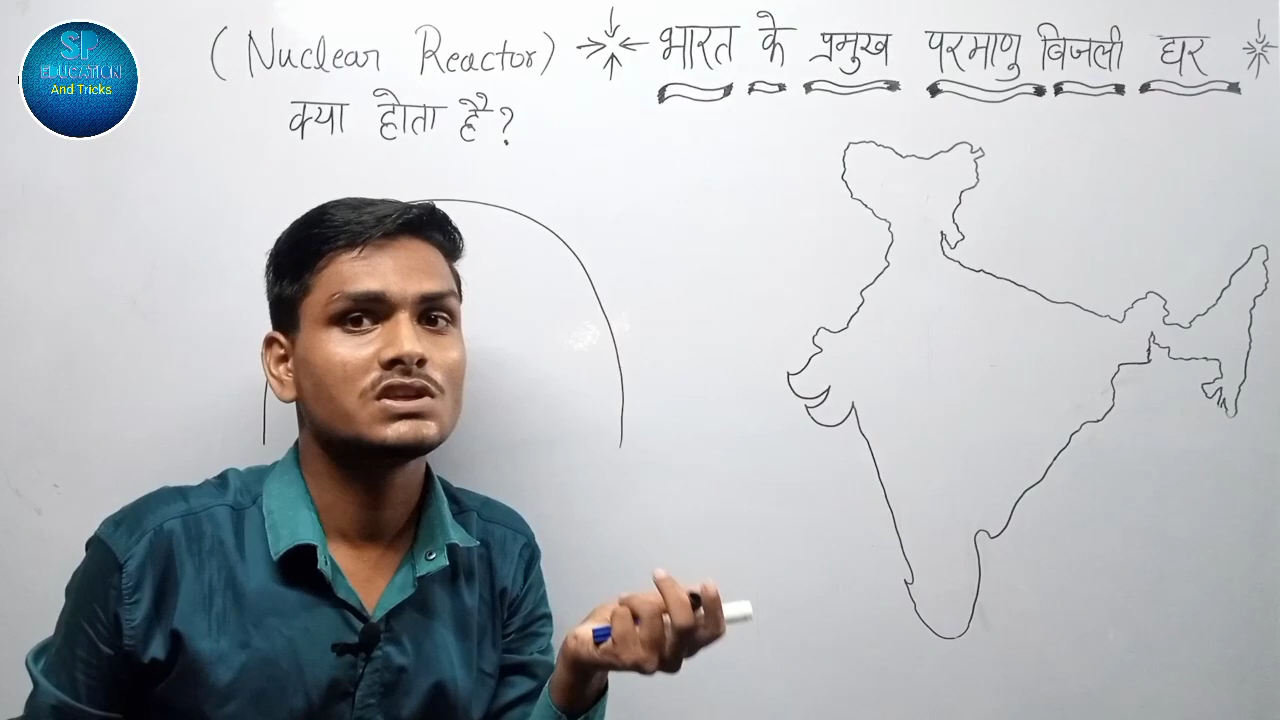 SP
EDUCATION
And Tricks
(Nuclear Reactor)
क्या होता है?
भारत के प्रमुख परमाणु बिजली घर